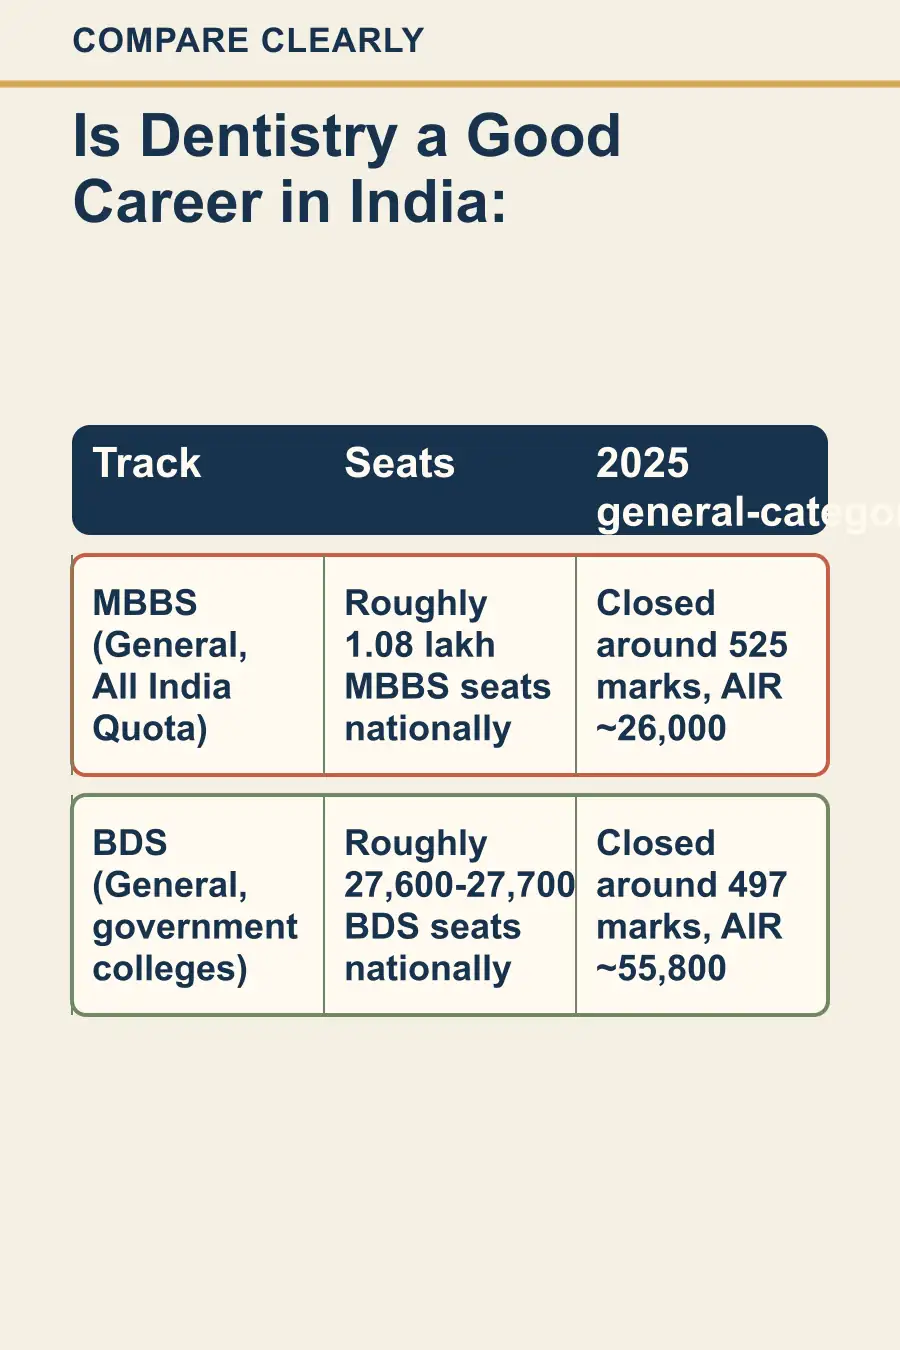 COMPARE CLEARLY
Is Dentistry a Good
Career in India:
Track Seats 2025
general-catego
MBBS
(General,
All India
Quota)
Roughly
1.08 lakh
MBBS seats
nationally
Closed
around 525
marks, AIR
~26,000
BDS
(General,
government
colleges)
Roughly
27,600-27,700
BDS seats
nationally
Closed
around 497
marks, AIR
~55,800